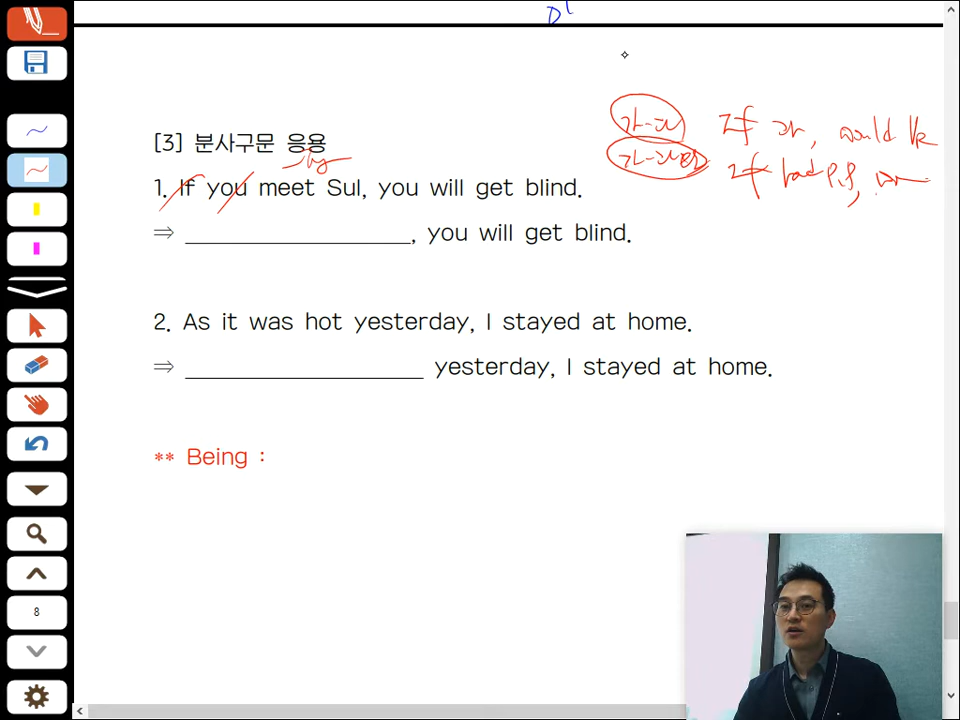 [3] 분사구문 응용
ing
1. If you meet Sul, you will get blind.
⇒ ____________________, you will get blind.
2. As it was hot yesterday, I stayed at home.
⇒ ____________________ yesterday, I stayed at home.
** Being :
가-과
If 과, would VR
If had p.p,
8